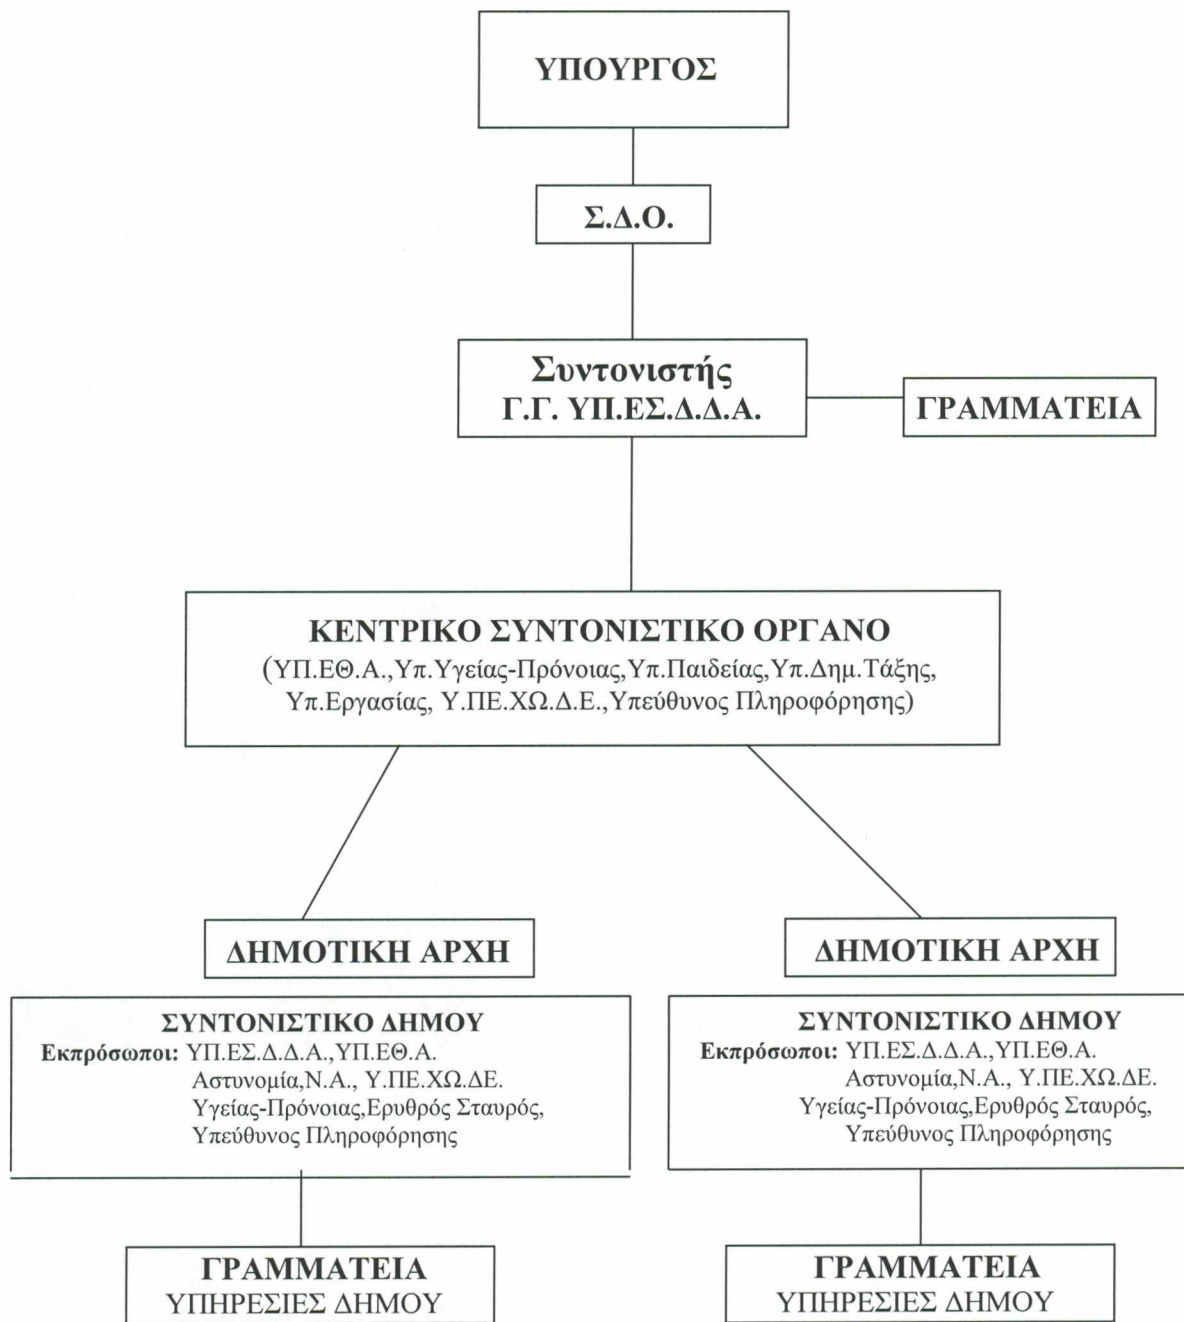 ΥΠΟΥΡΓΟΣ
Σ.Δ.Ο.
Συντονιστής
Γ.Γ. ΥΠ.ΕΣ.Δ.Δ.Α.
ΓΡΑΜΜΑΤΕΙΑ
ΚΕΝΤΡΙΚΟ ΣΥΝΤΟΝΙΣΤΙΚΟ ΟΡΓΑΝΟ
(ΥΠ.ΕΘ.Α.,Υπ.Υγείας-Πρόνοιας,Υπ.Παιδείας,Υπ.Δημ.Τάξης,
Υπ.Εργασίας, Υ.ΠΕ.ΧΩ.Δ.Ε.,Υπεύθυνος Πληροφόρησης)
ΔΗΜΟΤΙΚΗ ΑΡΧΗ
ΣΥΝΤΟΝΙΣΤΙΚΟ ΔΗΜΟΥ
Εκπρόσωποι: ΥΠ.ΕΣ.Δ.Δ.Α.,ΥΠ.ΕΘ.Α.
Αστυνομία,Ν.Α., Υ.ΠΕ.ΧΩ.ΔΕ.
Υγείας-Πρόνοιας,Ερυθρός Σταυρός,
Υπεύθυνος Πληροφόρησης
ΓΡΑΜΜΑΤΕΙΑ
ΥΠΗΡΕΣΙΕΣ ΔΗΜΟΥ
ΔΗΜΟΤΙΚΗ ΑΡΧΗ
ΣΥΝΤΟΝΙΣΤΙΚΟ ΔΗΜΟΥ
Εκπρόσωποι: ΥΠ.ΕΣ.Δ.Δ.Α.,ΥΠ.ΕΘ.Α.
Αστυνομία,Ν.Α., Υ.ΠΕ.ΧΩ.ΔΕ.
Υγείας-Πρόνοιας,Ερυθρός Σταυρός,
Υπεύθυνος Πληροφόρησης
ΓΡΑΜΜΑΤΕΙΑ
ΥΠΗΡΕΣΙΕΣ ΔΗΜΟΥ